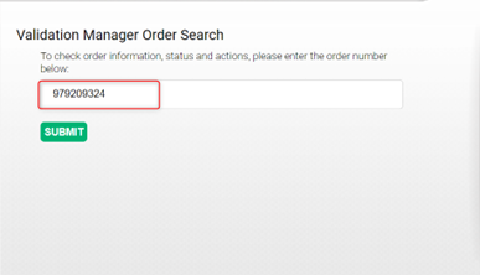 Validation Manager Order Search
To check order information, status and actions, please enter the order number
below:
979209324
SUBMIT